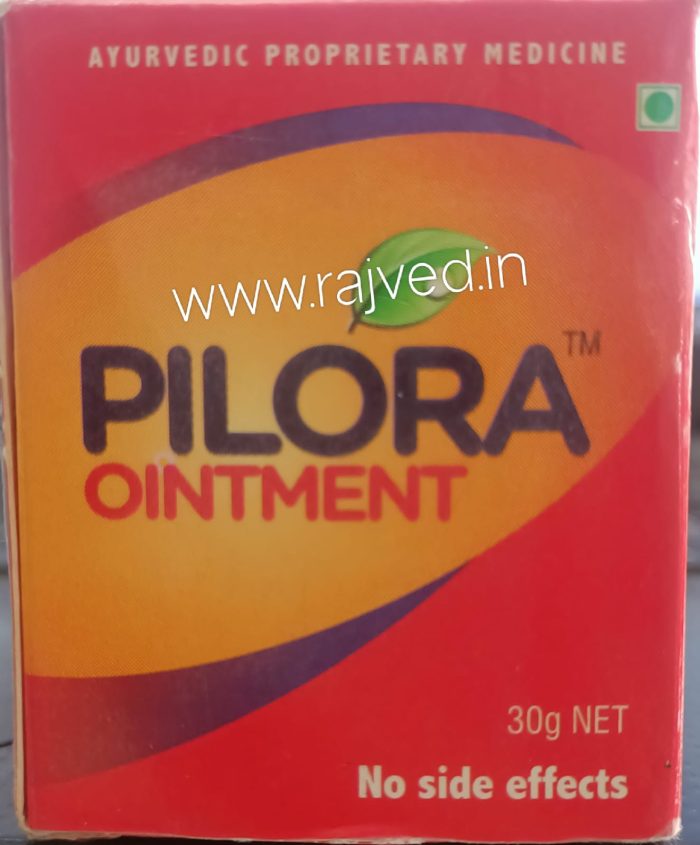 AYURVEDIC PROPRIETARY MEDICINE
www.rajved.in
PILORA™
OINTMENT
30g NET
No side effects